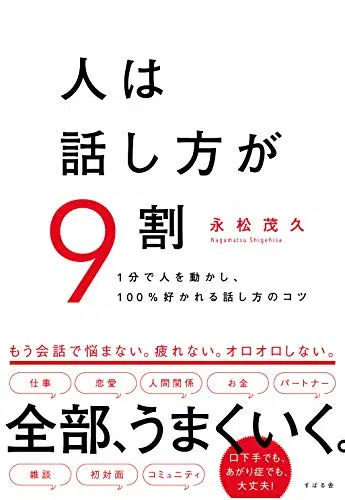 人は
話し方が
9割
永松茂久
Nagamatsu Shigehisa
1分で人を動かし、
100%好かれる話し方のコツ
もう会話で悩まない。疲れない。オロオロしない。
仕事 恋愛 人間関係 お金 パートナー
全部、うまくいく。
雑談 初対面 コミュニティ
口下手でも、
あがり症でも、
大丈夫!
すばる舎